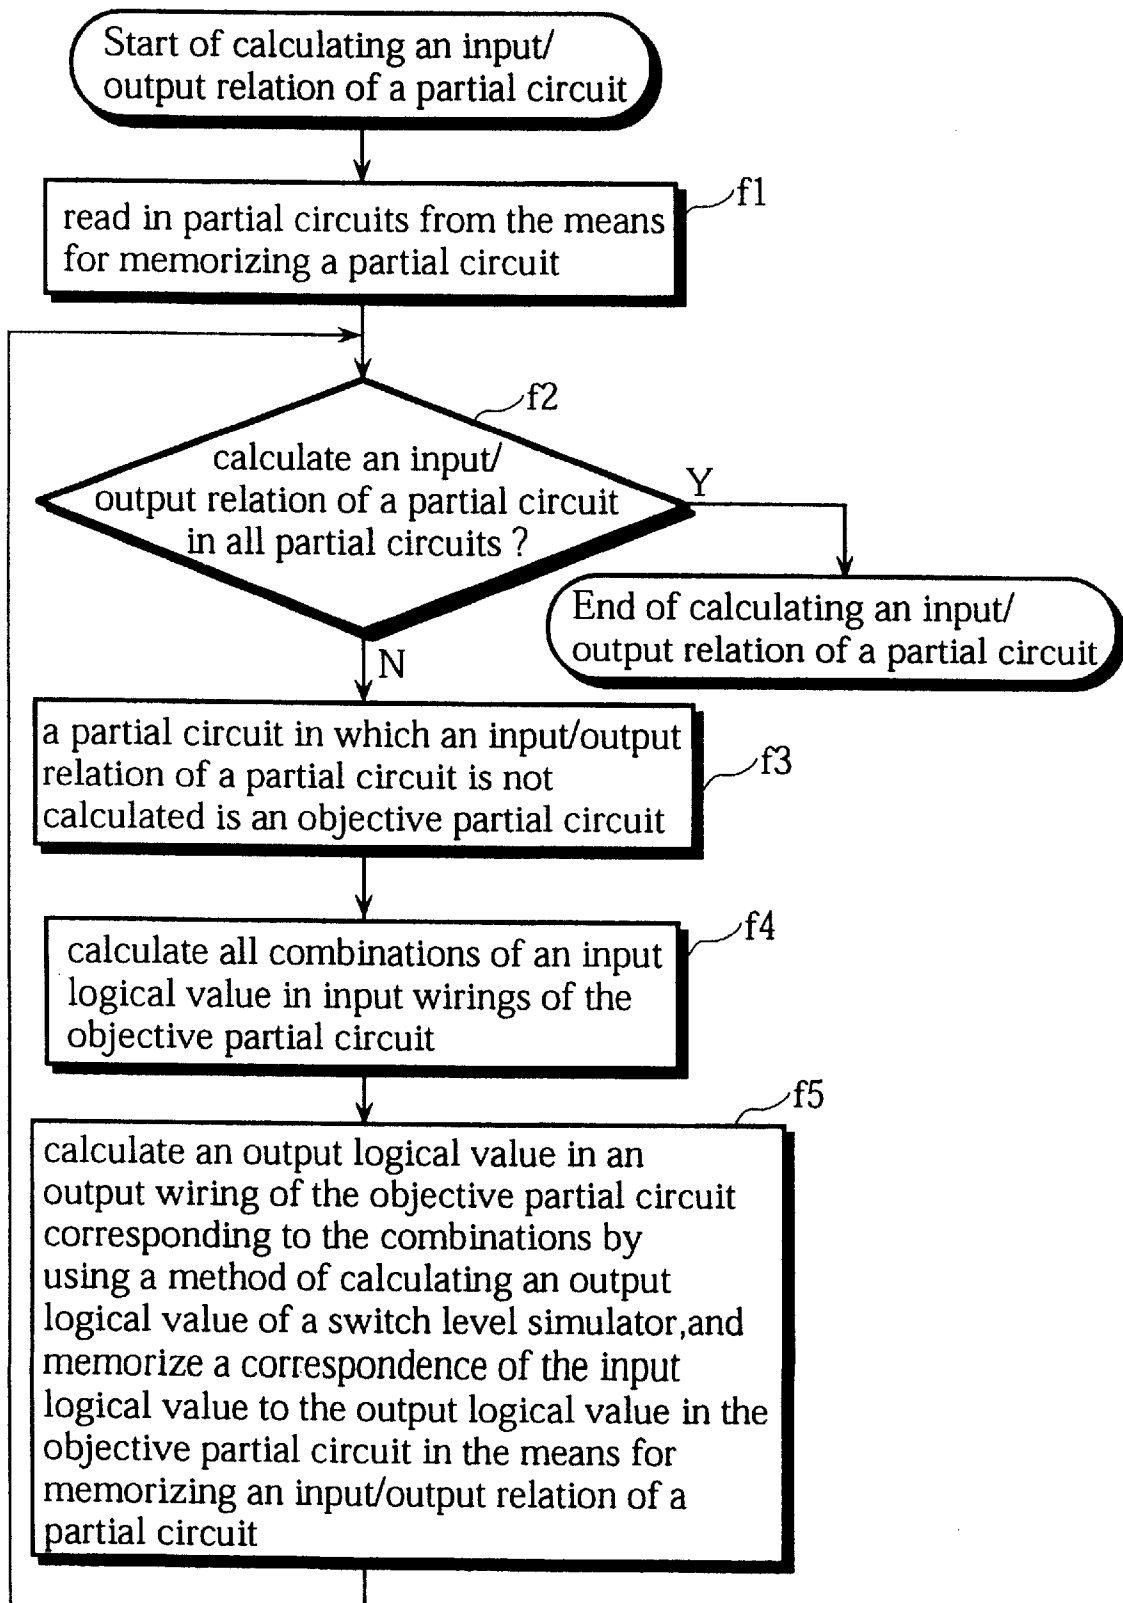 Start of calculating an input/
output relation of a partial circuit
f1
read in partial circuits from the means
for memorizing a partial circuit
f2
calculate an input/
output relation of a partial circuit
in all partial circuits ?
Y
End of calculating an input/
output relation of a partial circuit
N
a partial circuit in which an input/output
relation of a partial circuit is not
calculated is an objective partial circuit
f3
calculate all combinations of an input
logical value in input wirings of the
objective partial circuit
f4
f5
calculate an output logical value in an
output wiring of the objective partial circuit
corresponding to the combinations by
using a method of calculating an output
logical value of a switch level simulator,and
memorize a correspondence of the input
logical value to the output logical value in the
objective partial circuit in the means for
memorizing an input/output relation of a
partial circuit